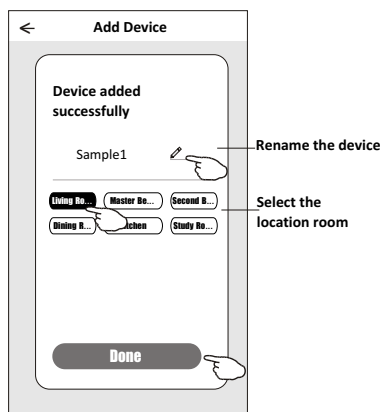 Add Device
Device added
successfully
Sample1
Rename the device
Living Ro... Master Be... Second B...
Select the
location room
Dining R... tchen Study Ro...
Done